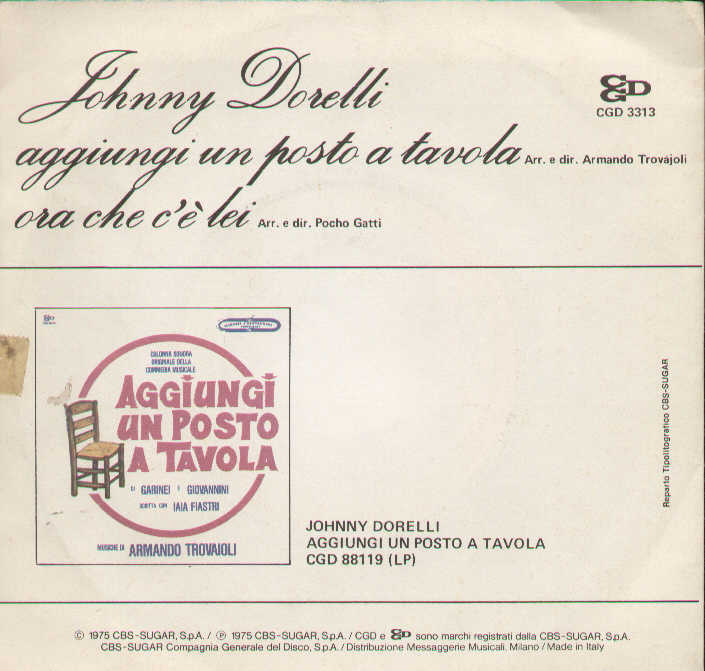 Johnny Dorelli
CGD
CGD 3313
aggiungi un posto a tavola Arr. e dir. Armando Trovajoli
ora che c'è lei Arr. e dir. Pocho Gatti
COLONNA SONORA
ORIGINALE DELLA
COMMEDIA MUSICALE
AGGIUNGI
UN POSTO
A TAVOLA
DI GARINEI E GIOVANNINI
SCRITTA CON IAIA FIASTRI
MUSICHE DI ARMANDO TROVAIOLI
JOHNNY DORELLI
AGGIUNGI UN POSTO A TAVOLA
CGD 88119 (LP)
Reparto Tipolitografico CBS-SUGAR
© 1975 CBS-SUGAR, S.p.A. / ℗ 1975 CBS-SUGAR, S.p.A. / CGD e CGD sono marchi registrati dalla CBS-SUGAR, S.p.A.
CBS-SUGAR Compagnia Generale del Disco, S.p.A. / Distribuzione Messaggerie Musicali, Milano / Made in Italy